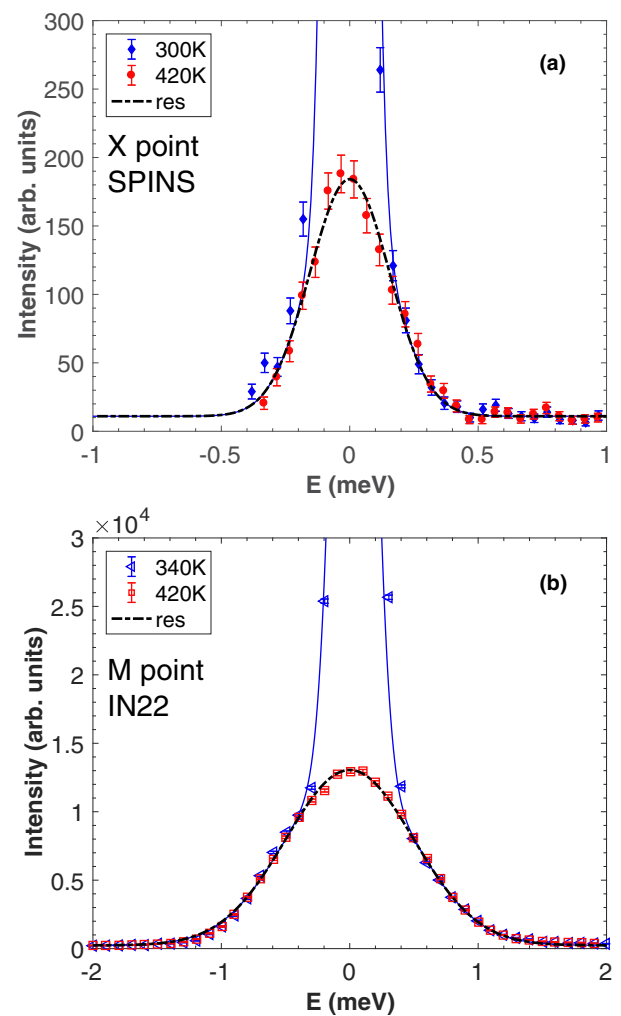 300
250
200
150
100
50
0
Intensity (arb. units)
300K
420K
res
(a)
X point
SPINS
-1 -0.5 0 0.5 1
E (meV)
×10⁴
3
2.5
2
1.5
1
0.5
0
Intensity (arb. units)
340K
420K
res
(b)
M point
IN22
-2 -1 0 1 2
E (meV)